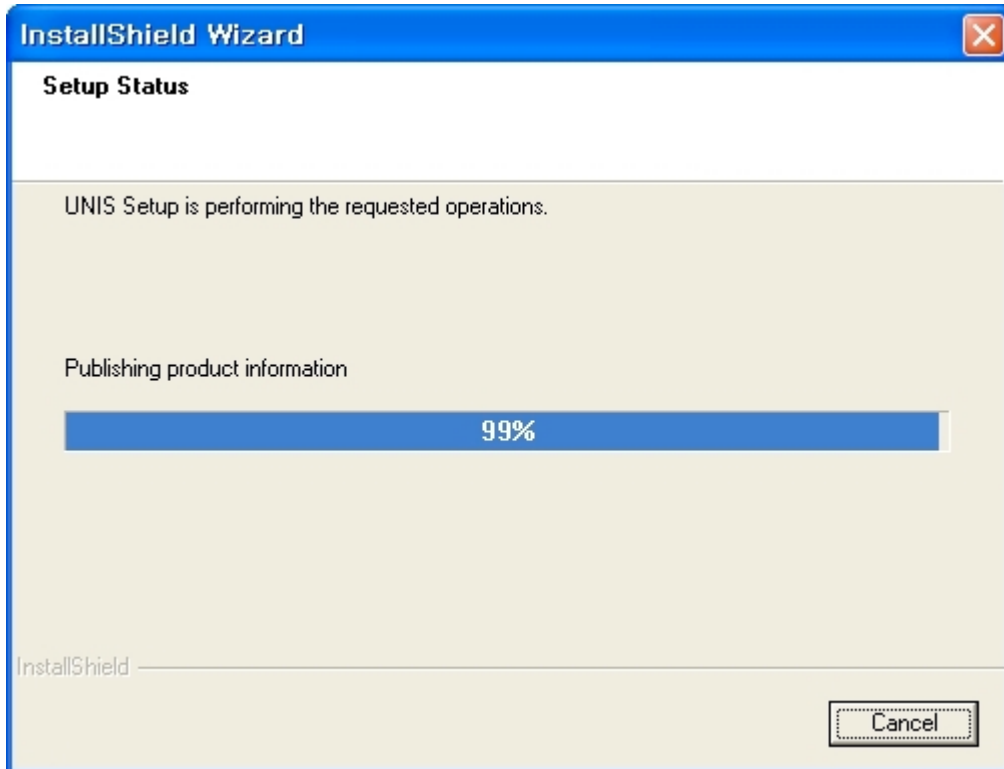 InstallShield Wizard
Setup Status
UNIS Setup is performing the requested operations.
Publishing product information
99%
InstallShield
Cancel